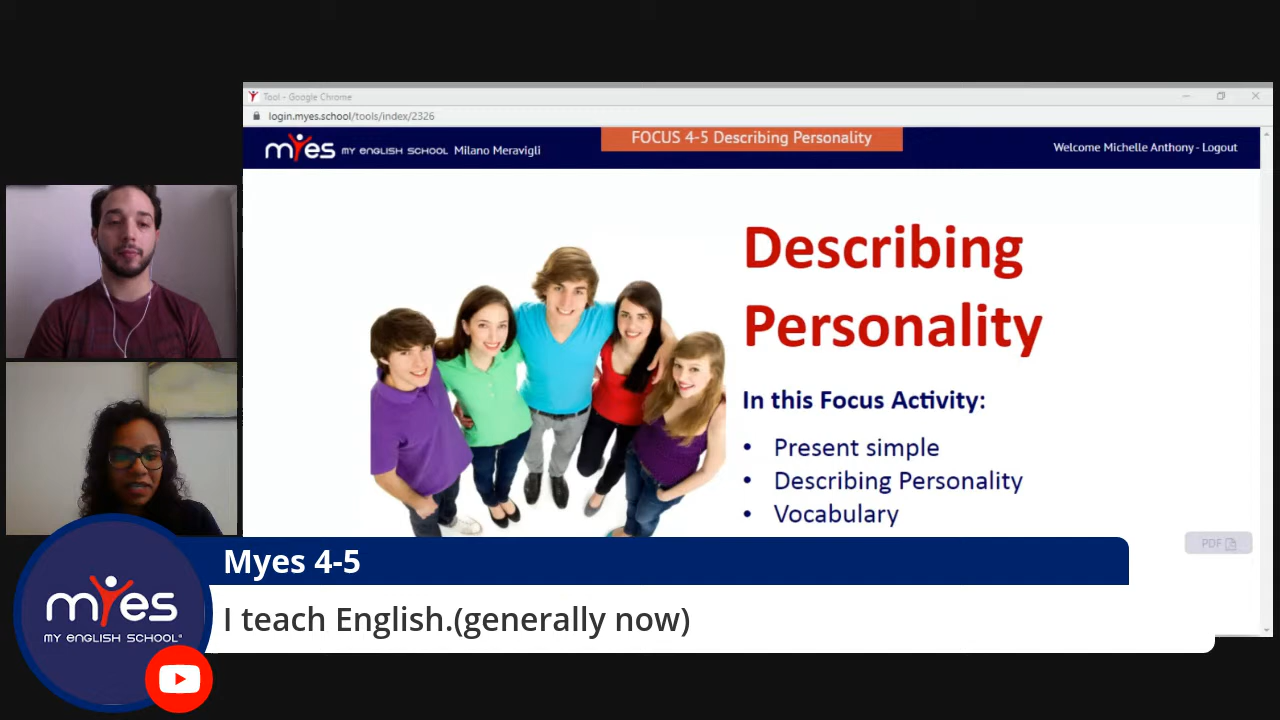 Tool - Google Chrome
login.myes.school/tools/index/2326
myes MY ENGLISH SCHOOL Milano Meravigli
FOCUS 4-5 Describing Personality
Welcome Michelle Anthony - Logout
Describing
Personality
In this Focus Activity:
• Present simple
• Describing Personality
• Vocabulary
PDF
Myes 4-5
I teach English.(generally now)
myes
MY ENGLISH SCHOOL®